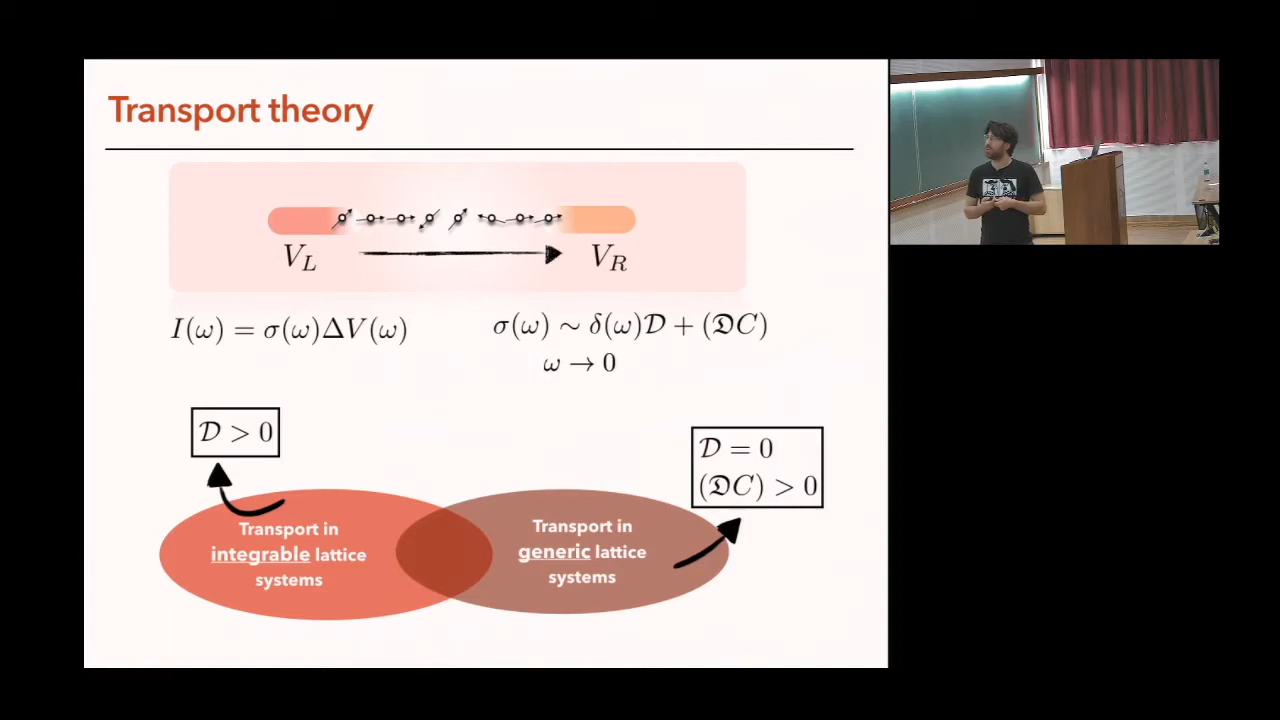 Transport theory
V_L
V_R
I(ω) = σ(ω)ΔV(ω)
σ(ω) ∼ δ(ω)𝒟 + (𝔇C)
ω → 0
𝒟 > 0
𝒟 = 0
(𝔇C) > 0
Transport in
integrable lattice
systems
Transport in
generic lattice
systems